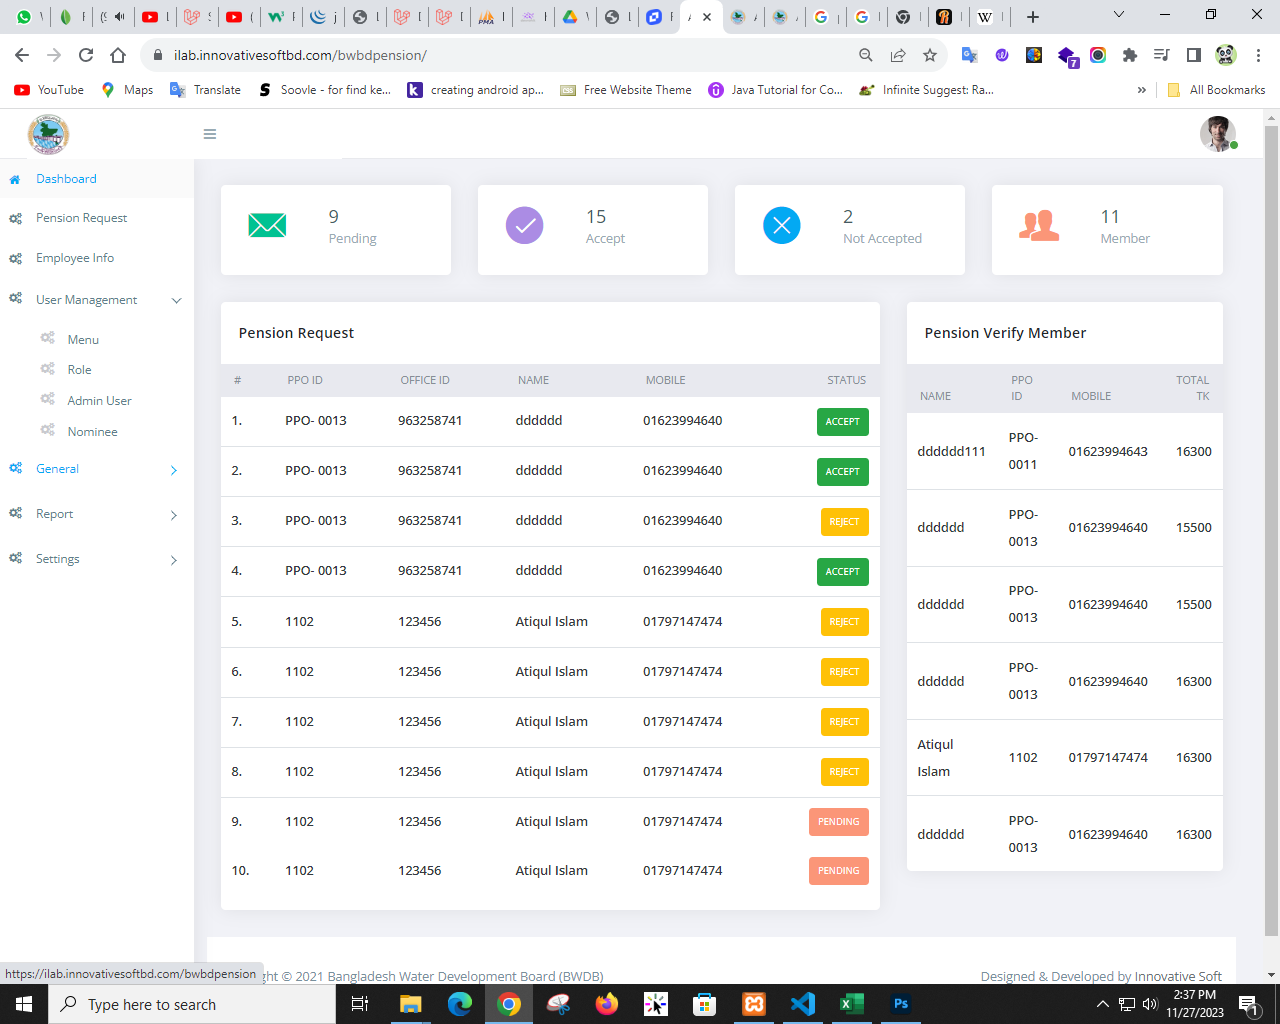 ilab.innovativesoftbd.com/bwbdpension/
YouTube
Maps
Translate
Soovle - for find ke...
creating android ap...
Free Website Theme
Java Tutorial for Co...
Infinite Suggest: Ra...
»
All Bookmarks
Dashboard
Pension Request
Employee Info
User Management
Menu
Role
Admin User
Nominee
General
Report
Settings
9
Pending
15
Accept
2
Not Accepted
11
Member
Pension Request
# PPO ID OFFICE ID NAME MOBILE STATUS
1. PPO- 0013 963258741 dddddd 01623994640 ACCEPT
2. PPO- 0013 963258741 dddddd 01623994640 ACCEPT
3. PPO- 0013 963258741 dddddd 01623994640 REJECT
4. PPO- 0013 963258741 dddddd 01623994640 ACCEPT
5. 1102 123456 Atiqul Islam 01797147474 REJECT
6. 1102 123456 Atiqul Islam 01797147474 REJECT
7. 1102 123456 Atiqul Islam 01797147474 REJECT
8. 1102 123456 Atiqul Islam 01797147474 REJECT
9. 1102 123456 Atiqul Islam 01797147474 PENDING
10. 1102 123456 Atiqul Islam 01797147474 PENDING
Pension Verify Member
NAME PPO ID MOBILE TOTAL TK
dddddd111 PPO- 0011 01623994643 16300
dddddd PPO- 0013 01623994640 15500
dddddd PPO- 0013 01623994640 15500
dddddd PPO- 0013 01623994640 16300
Atiqul Islam 1102 01797147474 16300
dddddd PPO- 0013 01623994640 16300
https://ilab.innovativesoftbd.com/bwbdpension
© 2021 Bangladesh Water Development Board (BWDB)
Designed & Developed by Innovative Soft
Type here to search
2:37 PM
11/27/2023
1
7